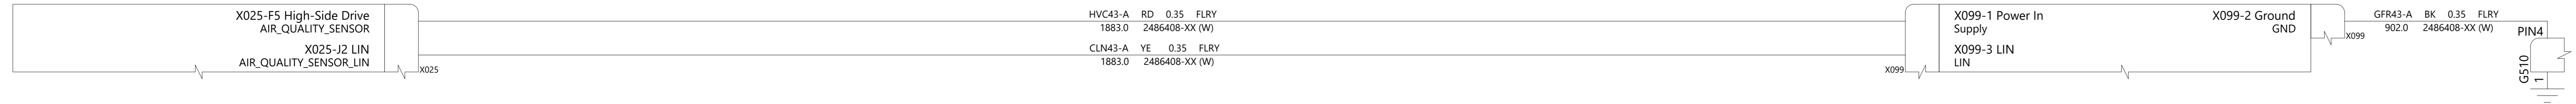 X025-F5 High-Side Drive
AIR_QUALITY_SENSOR
X025-J2 LIN
AIR_QUALITY_SENSOR_LIN
X025
HVC43-A RD 0.35 FLRY
1883.0 2486408-XX (W)
CLN43-A YE 0.35 FLRY
1883.0 2486408-XX (W)
X099
X099-1 Power In
Supply
X099-3 LIN
LIN
X099-2 Ground
GND
X099
GFR43-A BK 0.35 FLRY
902.0 2486408-XX (W)
PIN4
G510
1